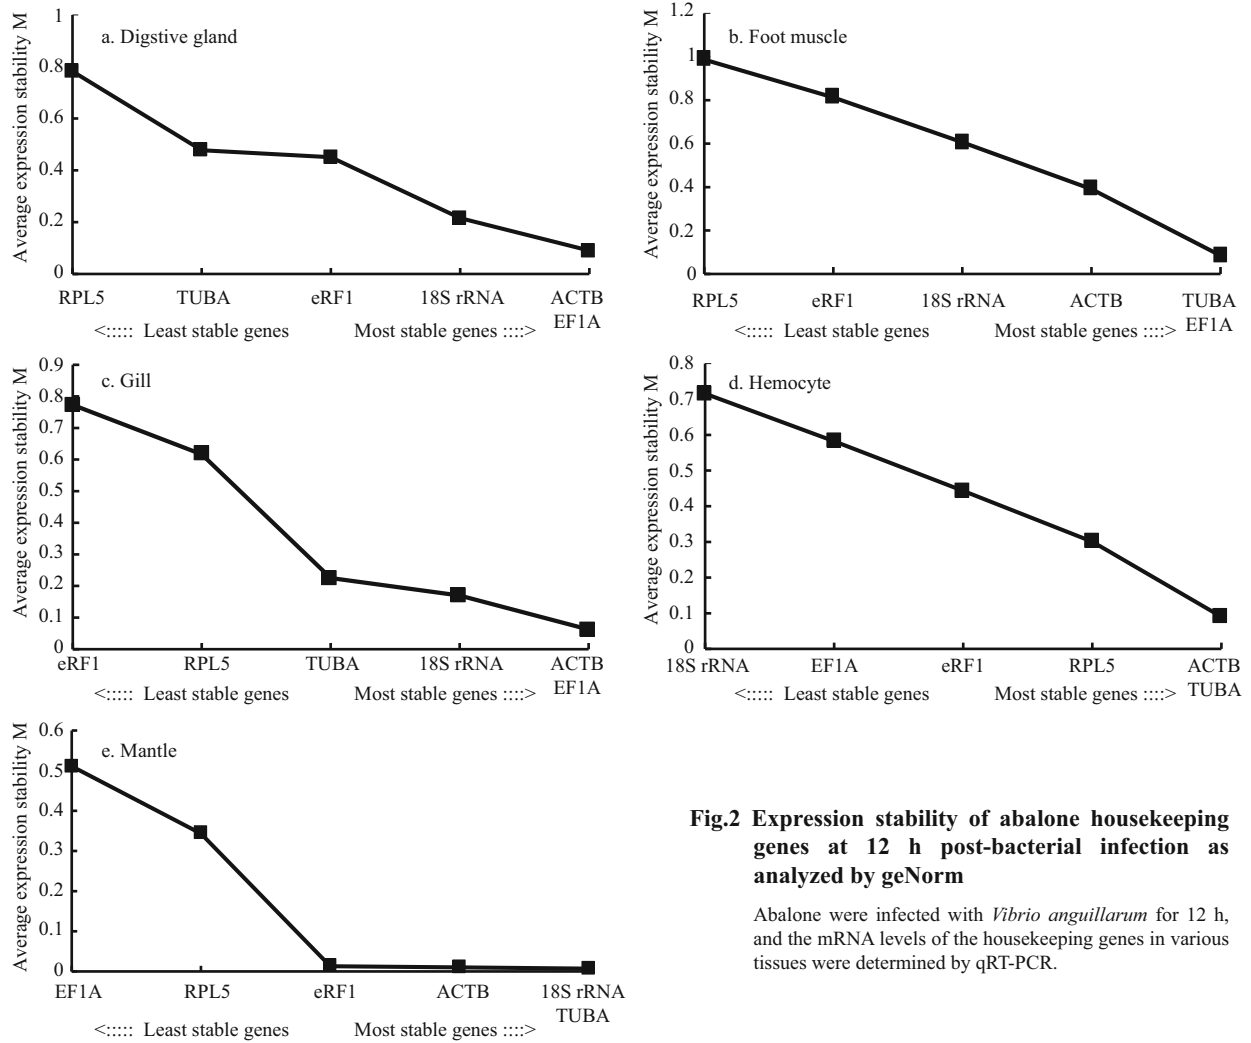 Average expression stability M
1
0.8
0.6
0.4
0.2
0
a. Digstive gland
RPL5 TUBA eRF1 18S rRNA ACTB
EF1A
<::::: Least stable genes Most stable genes ::::>
Average expression stability M
1.2
1
0.8
0.6
0.4
0.2
0
b. Foot muscle
RPL5 eRF1 18S rRNA ACTB TUBA
EF1A
<::::: Least stable genes Most stable genes ::::>
Average expression stability M
0.9
0.8
0.7
0.6
0.5
0.4
0.3
0.2
0.1
0
c. Gill
eRF1 RPL5 TUBA 18S rRNA ACTB
EF1A
<::::: Least stable genes Most stable genes ::::>
Average expression stability M
0.8
0.7
0.6
0.5
0.4
0.3
0.2
0.1
0
d. Hemocyte
18S rRNA EF1A eRF1 RPL5 ACTB
TUBA
<::::: Least stable genes Most stable genes ::::>
Average expression stability M
0.6
0.5
0.4
0.3
0.2
0.1
0
e. Mantle
EF1A RPL5 eRF1 ACTB 18S rRNA
TUBA
<::::: Least stable genes Most stable genes ::::>
Fig.2 Expression stability of abalone housekeeping
genes at 12 h post-bacterial infection as
analyzed by geNorm
Abalone were infected with Vibrio anguillarum for 12 h,
and the mRNA levels of the housekeeping genes in various
tissues were determined by qRT-PCR.